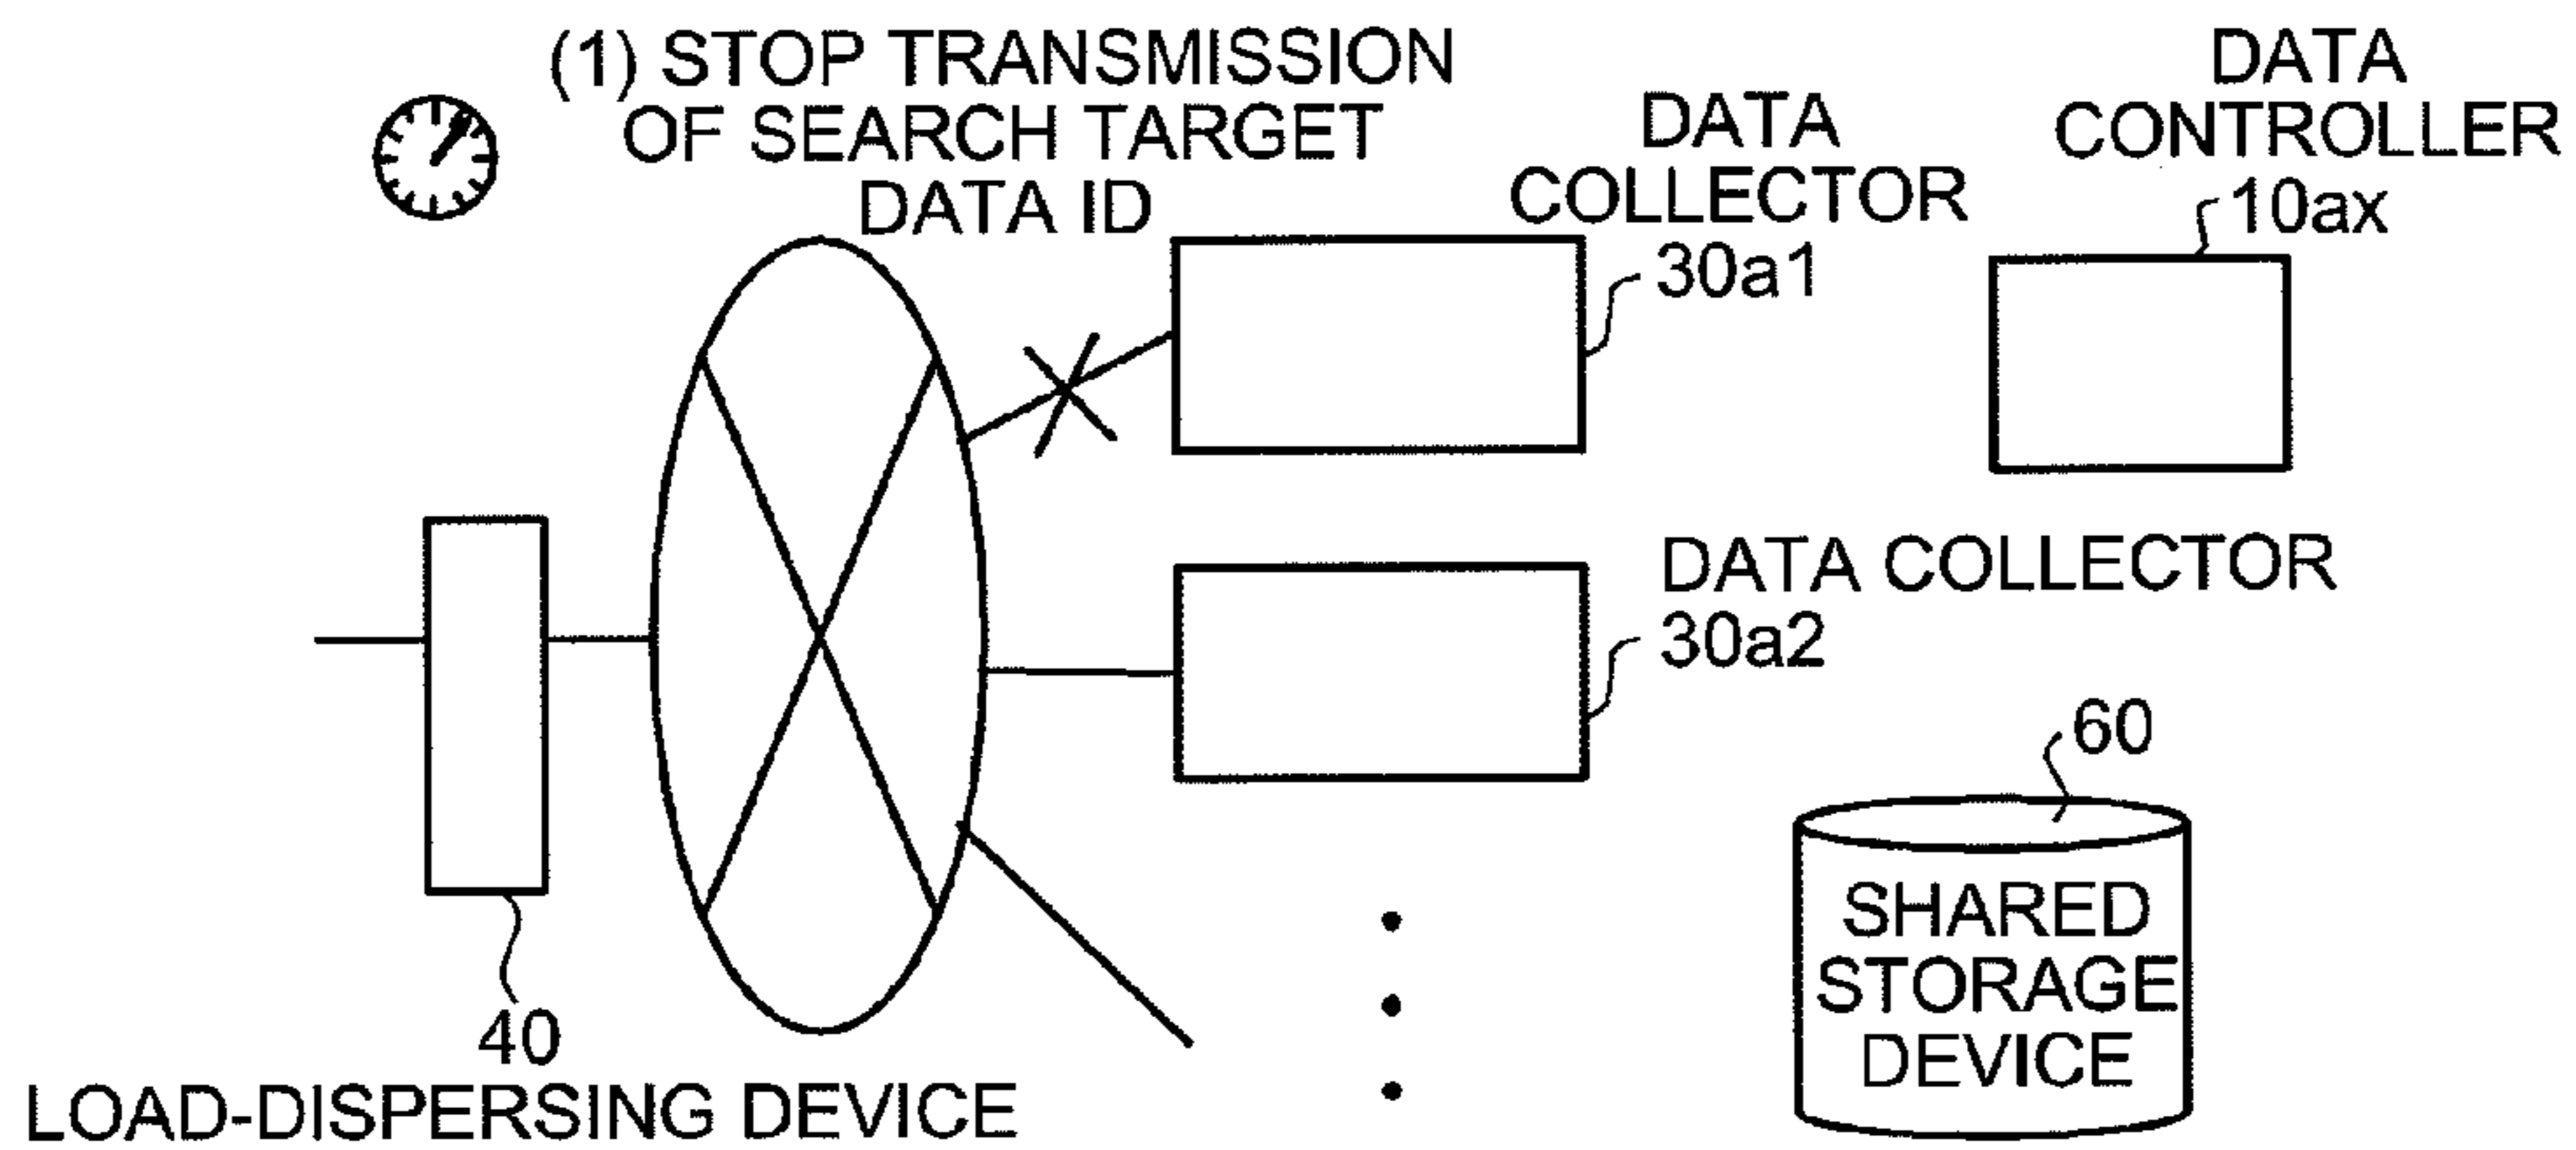 (1) STOP TRANSMISSION
OF SEARCH TARGET
DATA ID
DATA
COLLECTOR
30a1
DATA
CONTROLLER
10ax
DATA COLLECTOR
30a2
60
SHARED
STORAGE
DEVICE
40
LOAD-DISPERSING DEVICE